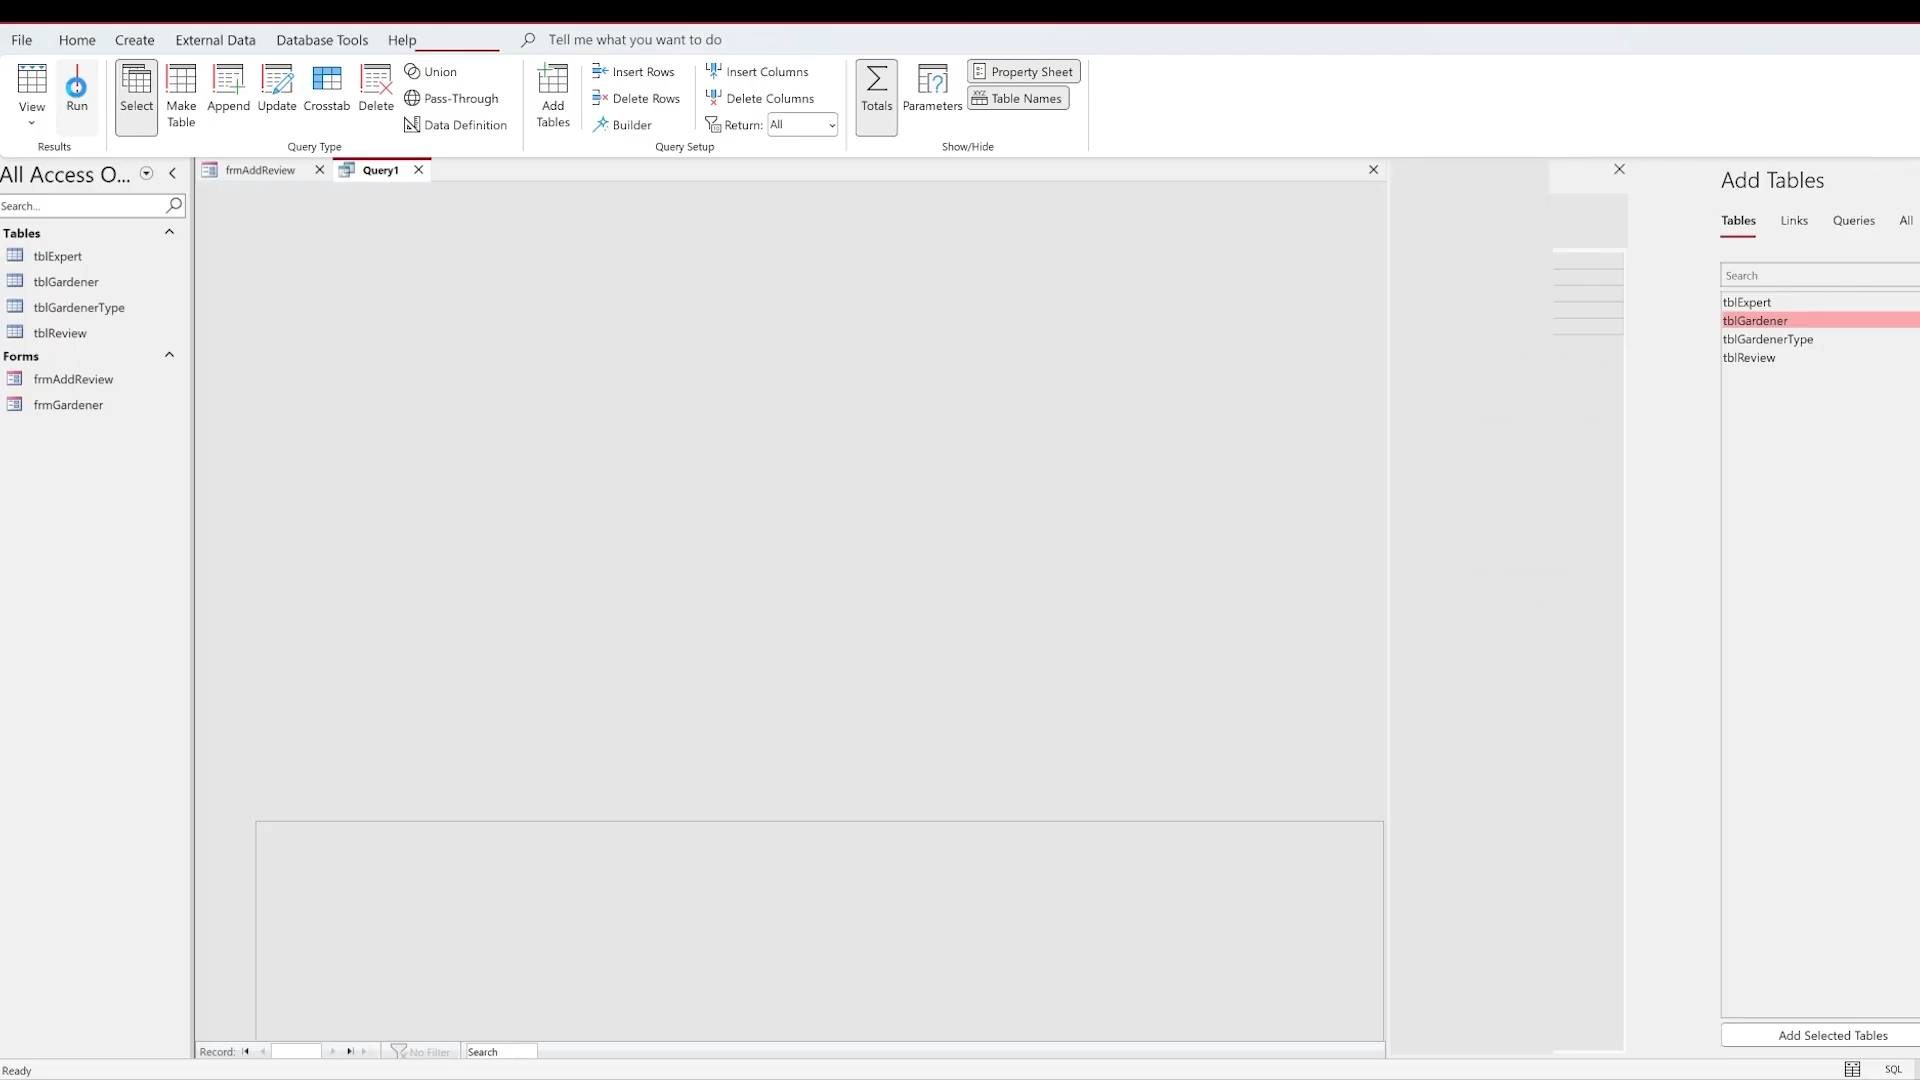 File Home Create External Data Database Tools Help Tell me what you want to do
View Run Select Make Table Append Update Crosstab Delete
Union
Pass-Through
Data Definition
Add Tables
Insert Rows
Delete Rows
Builder
Insert Columns
Delete Columns
Return: All
Totals Parameters
Property Sheet
Table Names
Results Query Type Query Setup Show/Hide
All Access O...
Search...
Tables
tblExpert
tblGardener
tblGardenerType
tblReview
Forms
frmAddReview
frmGardener
frmAddReview Query1
Add Tables
Tables Links Queries All
Search
tblExpert
tblGardener
tblGardenerType
tblReview
Add Selected Tables
Record: No Filter Search
Ready
SQL